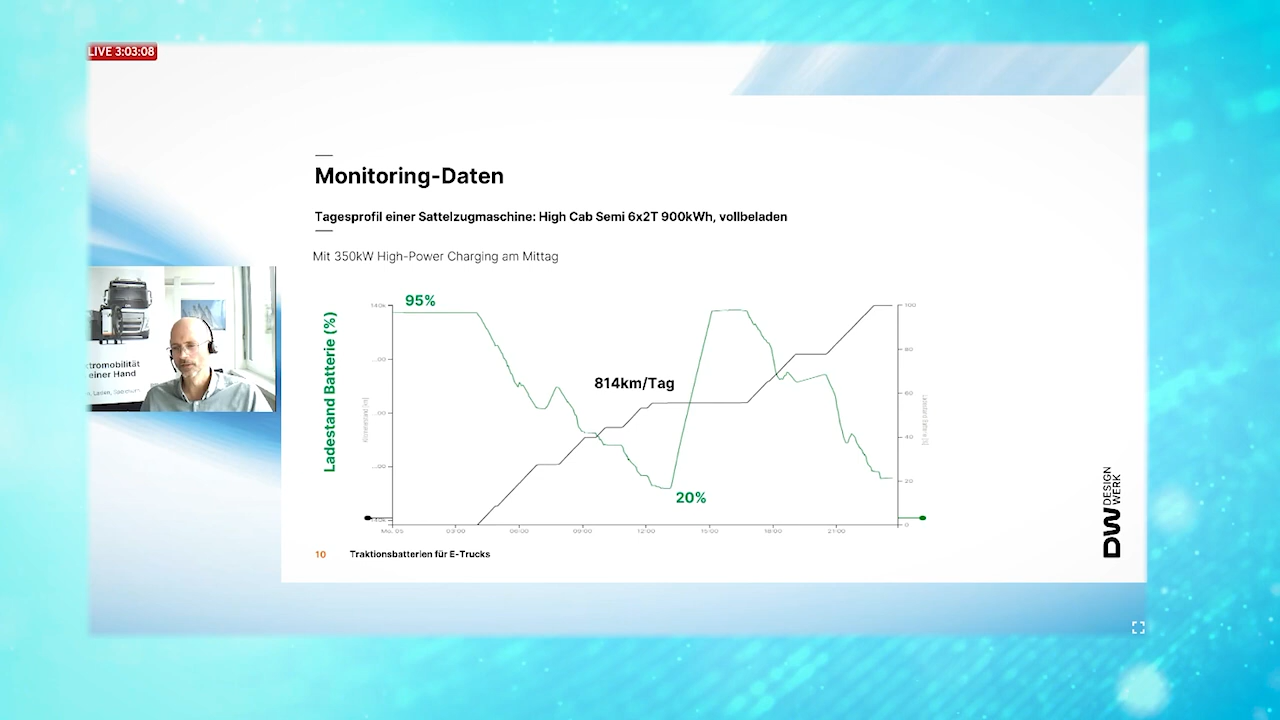 LIVE 3:03:08
Monitoring-Daten
Tagesprofil einer Sattelzugmaschine: High Cab Semi 6x2T 900kWh, vollbeladen
Mit 350kW High-Power Charging am Mittag
95%
Ladestand Batterie (%)
814km/Tag
20%
100
80
60
40
20
0
Mo. 05
03:00
06:00
09:00
12:00
15:00
18:00
21:00
tromobilität
einer Hand
DESIGN
WERK
DW
10 Traktionsbatterien für E-Trucks